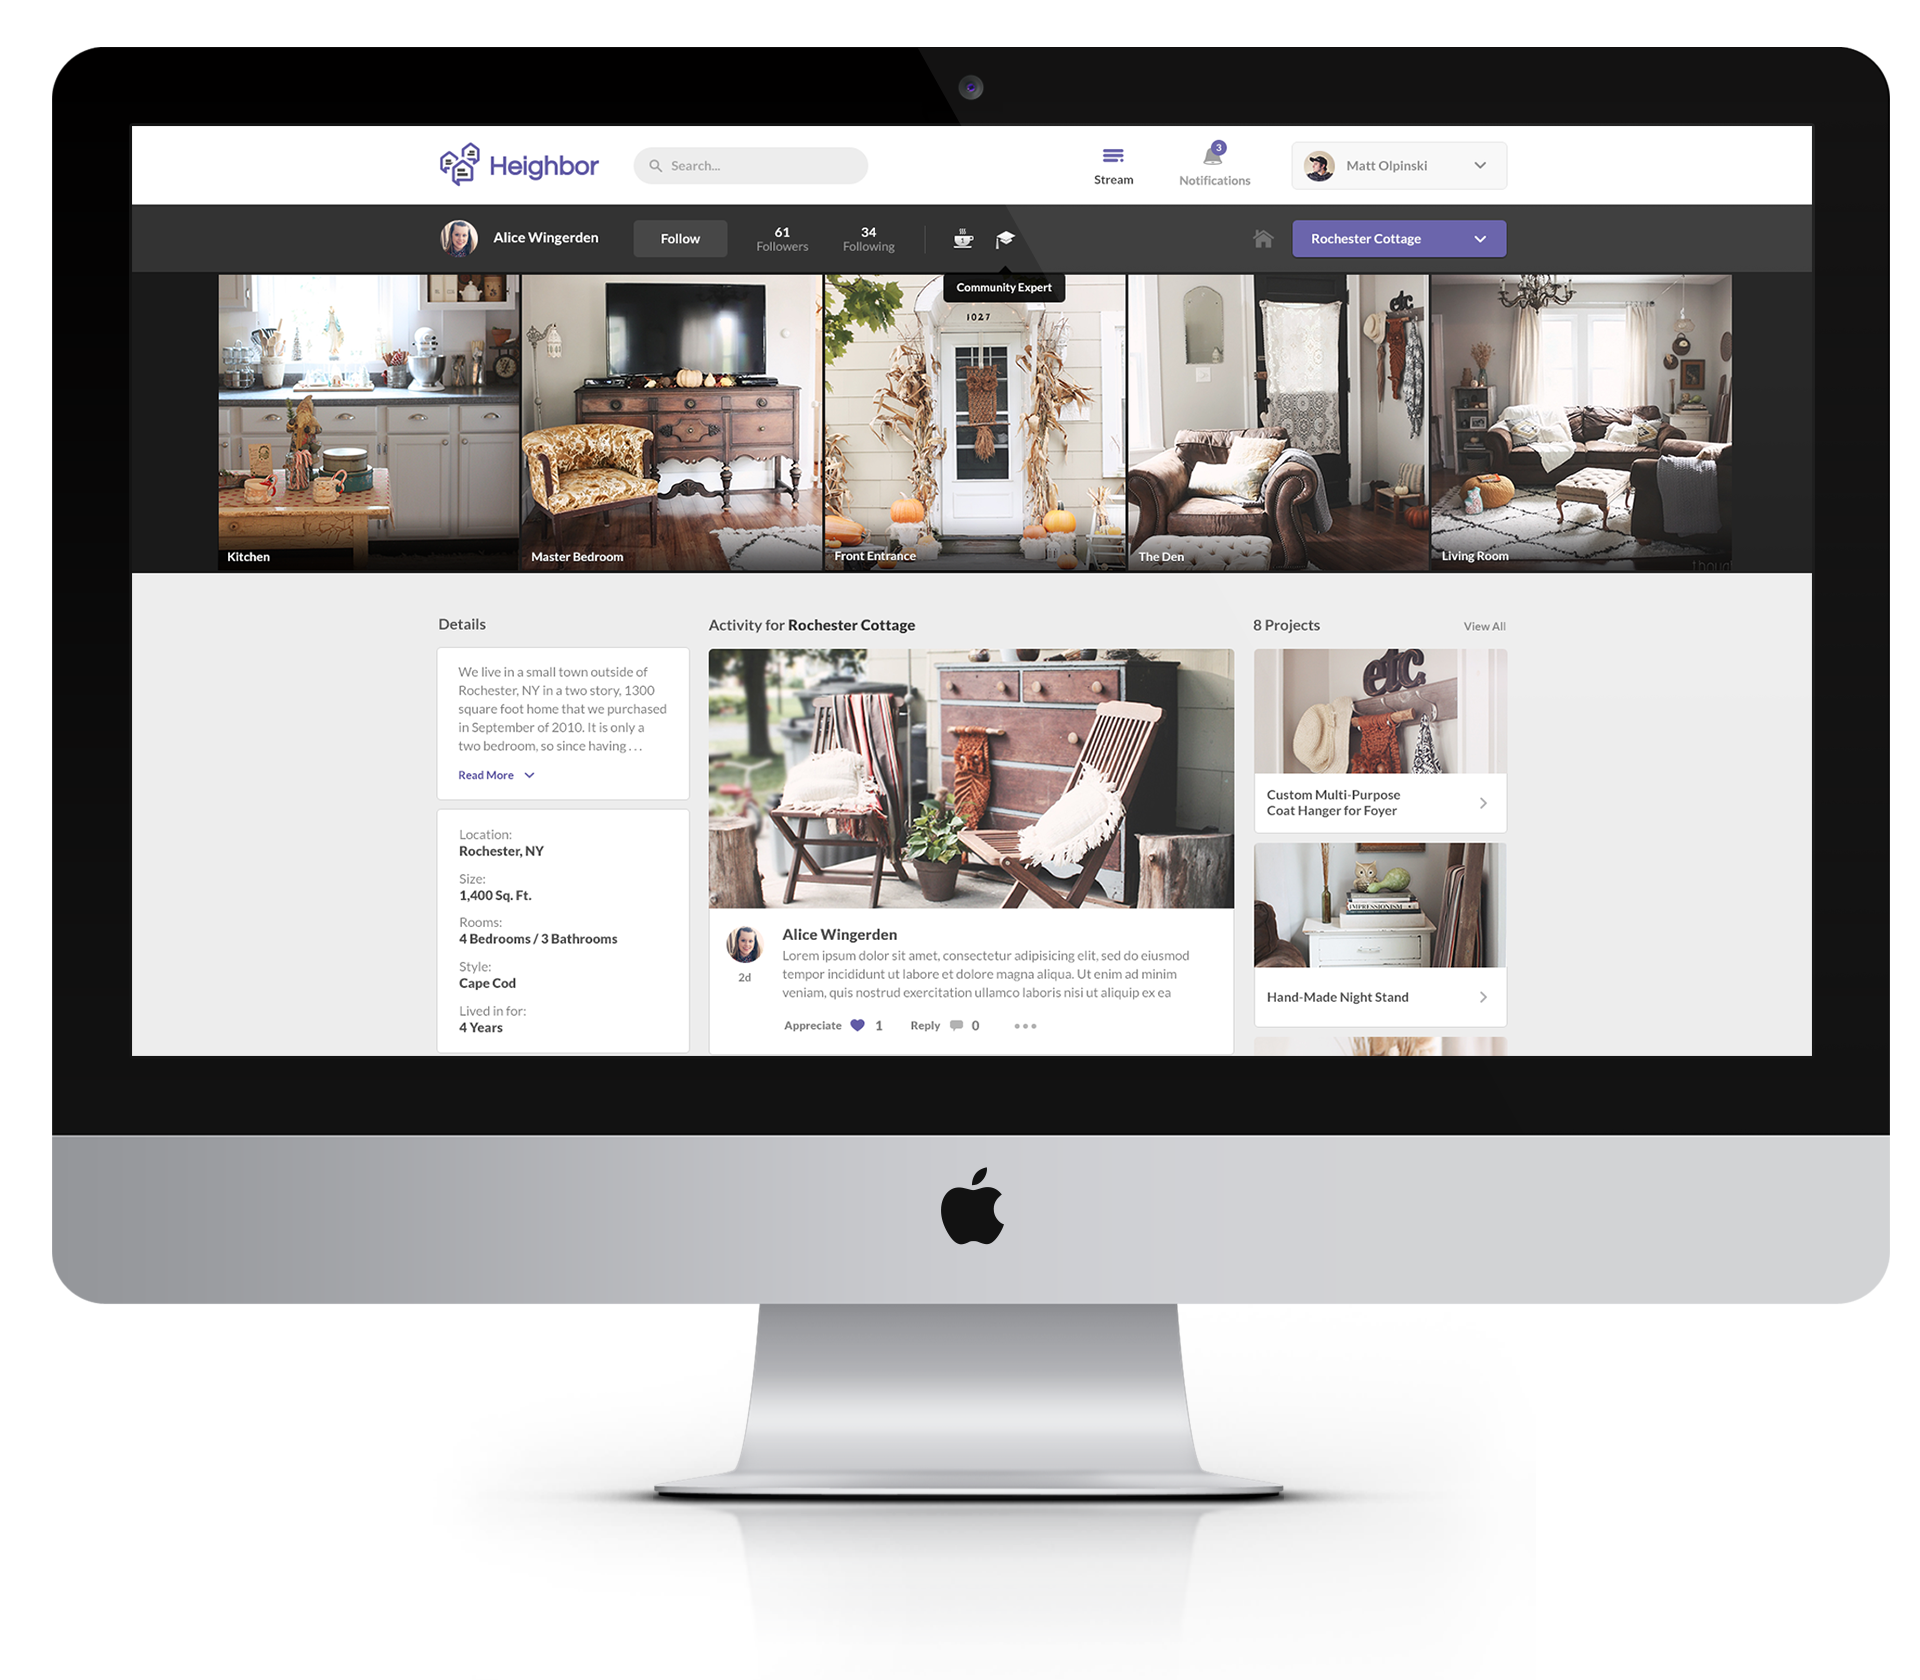 Heighbor
Search...
Stream
3
Notifications
Matt Olpinski
Alice Wingerden
Follow
61
Followers
34
Following
1
Rochester Cottage
Community Expert
1027
etc.
Kitchen
Master Bedroom
Front Entrance
The Den
Living Room
thoug
Details
We live in a small town outside of
Rochester, NY in a two story, 1300
square foot home that we purchased
in September of 2010. It is only a
two bedroom, so since having . . .
Read More
Location:
Rochester, NY
Size:
1,400 Sq. Ft.
Rooms:
4 Bedrooms / 3 Bathrooms
Style:
Cape Cod
Lived in for:
4 Years
Activity for Rochester Cottage
Alice Wingerden
2d
Lorem ipsum dolor sit amet, consectetur adipisicing elit, sed do eiusmod
tempor incididunt ut labore et dolore magna aliqua. Ut enim ad minim
veniam, quis nostrud exercitation ullamco laboris nisi ut aliquip ex ea
Appreciate 1 Reply 0
8 Projects
View All
etc.
Custom Multi-Purpose
Coat Hanger for Foyer
IMPRESSIONISM
Hand-Made Night Stand